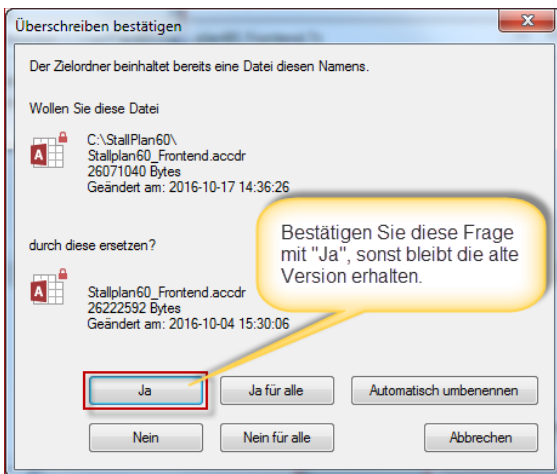 Überschreiben bestätigen
Der Zielordner beinhaltet bereits eine Datei diesen Namens.
Wollen Sie diese Datei
C:\StallPlan60\
Stallplan60_Frontend.accdr
26071040 Bytes
Geändert am: 2016-10-17 14:36:26
durch diese ersetzen?
Stallplan60_Frontend.accdr
26222592 Bytes
Geändert am: 2016-10-04 15:30:06
Bestätigen Sie diese Frage
mit "Ja", sonst bleibt die alte
Version erhalten.
Ja
Ja für alle
Automatisch umbenennen
Nein
Nein für alle
Abbrechen